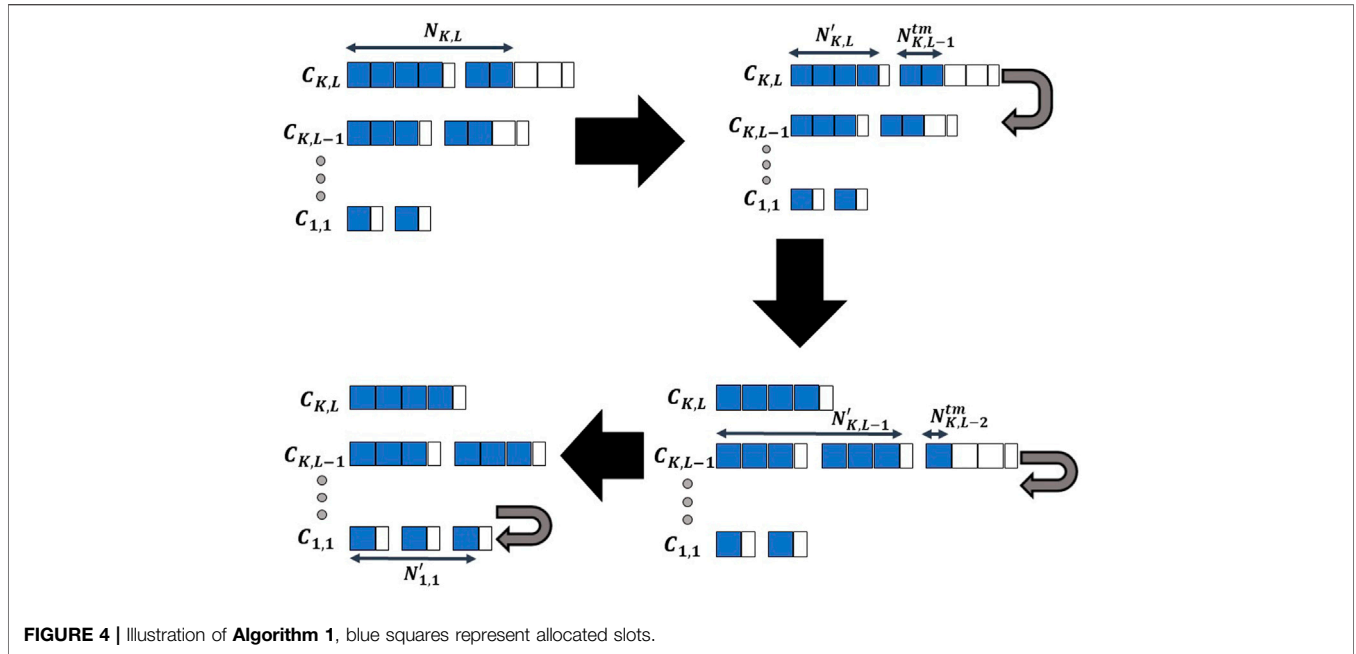 N_{K,L}
C_{K,L}
C_{K,L-1}
C_{1,1}
N'_{K,L} N^{tm}_{K,L-1}
C_{K,L}
C_{K,L-1}
C_{1,1}
C_{K,L}
C_{K,L-1}
C_{1,1}
N'_{1,1}
C_{K,L}
N'_{K,L-1} N^{tm}_{K,L-2}
C_{K,L-1}
C_{1,1}
FIGURE 4 | Illustration of Algorithm 1, blue squares represent allocated slots.